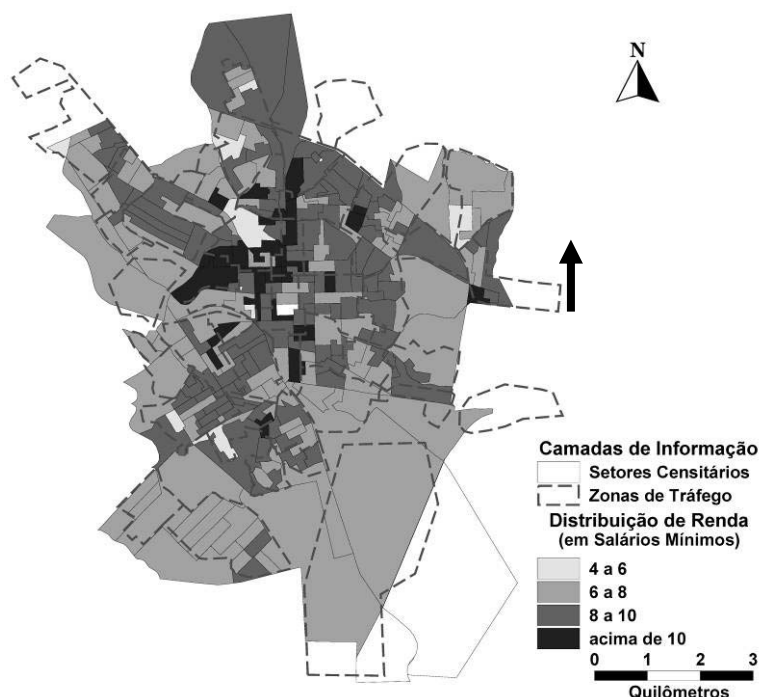 N
Camadas de Informação
Setores Censitários
Zonas de Tráfego
Distribuição de Renda
(em Salários Mínimos)
4 a 6
6 a 8
8 a 10
acima de 10
0 1 2 3
Quilômetros